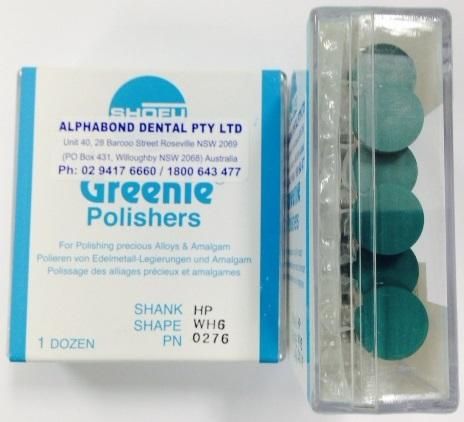 SHOFU
ALPHABOND DENTAL PTY LTD
Unit 40, 28 Barcoo Street Roseville NSW 2069
(PO Box 431, Willoughby NSW 2068) Australia
Ph: 02 9417 6660 / 1800 643 477
Greenie
Polishers
For Polishing precious Alloys & Amalgam
Polieren von Edelmetall-Legierungen und Amalgam
Polissage des alliages précieux et amalgames
SHANK HP
SHAPE WH6
1 DOZEN PN 0276